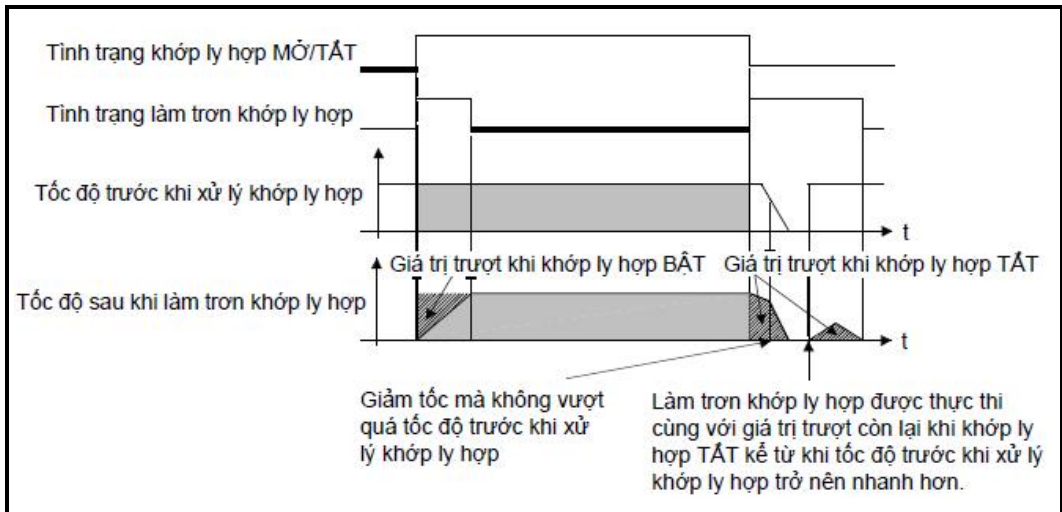 Tình trạng khớp ly hợp MỞ/TẮT
Tình trạng làm trơn khớp ly hợp
Tốc độ trước khi xử lý khớp ly hợp
t
Giá trị trượt khi khớp ly hợp BẬT
Giá trị trượt khi khớp ly hợp TẮT
Tốc độ sau khi làm trơn khớp ly hợp
t
Giảm tốc mà không vượt
quá tốc độ trước khi xử
lý khớp ly hợp
Làm trơn khớp ly hợp được thực thi
cùng với giá trị trượt còn lại khi khớp ly
hợp TẮT kể từ khi tốc độ trước khi xử lý
khớp ly hợp trở nên nhanh hơn.